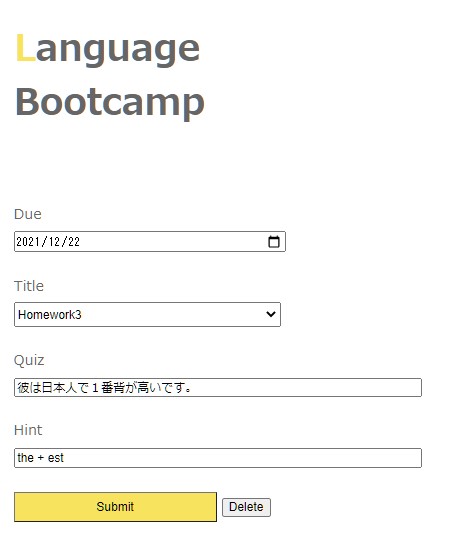 Language
Bootcamp
Due
2021/12/22
Title
Homework3
Quiz
彼は日本人で１番背が高いです。
Hint
the + est
Submit Delete